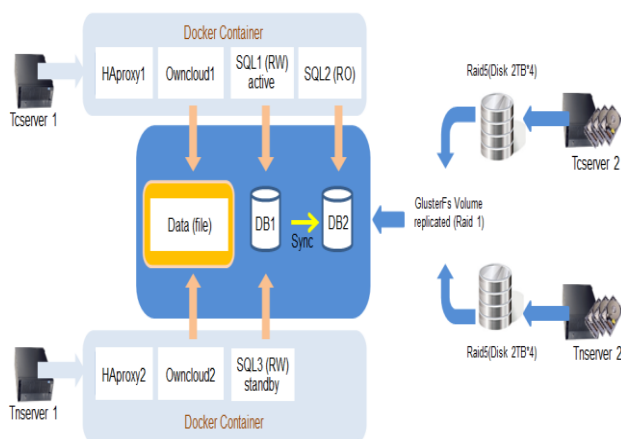 Docker Container
HAproxy1
Owncloud1
SQL1 (RW)
active
SQL2 (RO)
Tcserver 1
Raid5(Disk 2TB*4)
Tcserver 2
Data (file)
DB1
Sync
DB2
GlusterFs Volume
replicated (Raid 1)
HAproxy2
Owncloud2
SQL3 (RW)
standby
Tnserver 1
Docker Container
Raid5(Disk 2TB*4)
Tnserver 2